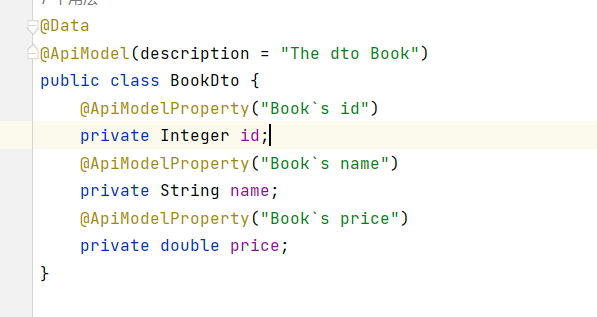 @Data
@ApiModel(description = "The dto Book")
public class BookDto {
    @ApiModelProperty("Book`s id")
    private Integer id;
    @ApiModelProperty("Book`s name")
    private String name;
    @ApiModelProperty("Book`s price")
    private double price;
}